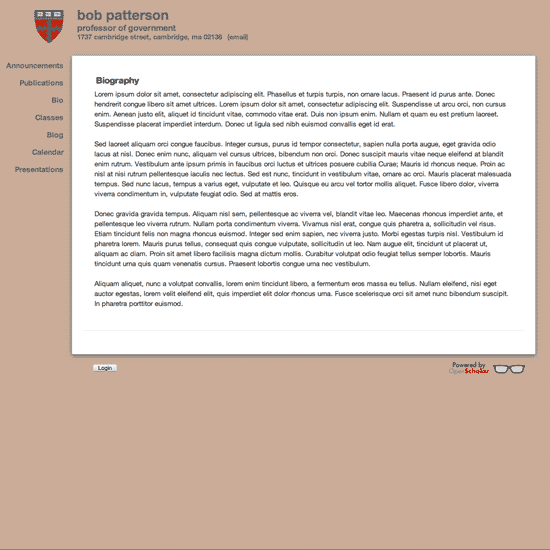 bob patterson
professor of government
1737 cambridge street, cambridge, ma 02138 (email)
Announcements
Publications
Bio
Classes
Blog
Calendar
Presentations
Biography
Lorem ipsum dolor sit amet, consectetur adipiscing elit. Phasellus et turpis turpis, non ornare lacus. Praesent id purus ante. Donec
hendrerit congue libero sit amet ultrices. Lorem ipsum dolor sit amet, consectetur adipiscing elit. Suspendisse ut arcu orci, non cursus
enim. Aenean justo elit, aliquet id tincidunt vitae, commodo vitae erat. Duis non ipsum enim. Nullam et quam eu est pretium laoreet.
Suspendisse placerat imperdiet interdum. Donec ut ligula sed nibh euismod convallis eget id erat.
Sed laoreet aliquam orci congue faucibus. Integer cursus, purus id tempor consectetur, sapien nulla porta augue, eget gravida odio
lacus at nisl. Donec enim nunc, aliquam vel cursus ultrices, bibendum non orci. Donec suscipit mauris vitae neque eleifend at blandit
enim rutrum. Vestibulum ante ipsum primis in faucibus orci luctus et ultrices posuere cubilia Curae; Mauris id rhoncus neque. Proin ac
nisl at nisi rutrum pellentesque iaculis nec lectus. Sed est nunc, tincidunt in vestibulum vitae, ornare ac orci. Mauris placerat malesuada
tempus. Sed nunc lacus, tempus a varius eget, vulputate et leo. Quisque eu arcu vel tortor mollis aliquet. Fusce libero dolor, viverra
viverra condimentum in, vulputate feugiat odio. Sed at mattis eros.
Donec gravida gravida tempus. Aliquam nisl sem, pellentesque ac viverra vel, blandit vitae leo. Maecenas rhoncus imperdiet ante, et
pellentesque leo viverra rutrum. Nullam porta condimentum viverra. Vivamus nisl erat, congue quis pharetra a, sollicitudin vel risus.
Etiam tincidunt felis non magna rhoncus euismod. Integer sed enim sapien, nec viverra justo. Morbi egestas turpis nisl. Vestibulum id
pharetra lorem. Mauris purus tellus, consequat quis congue vulputate, sollicitudin ut leo. Nam augue elit, tincidunt ut placerat ut,
aliquam ac diam. Proin sit amet libero facilisis magna dictum mollis. Curabitur volutpat odio feugiat tellus semper lobortis. Mauris
tincidunt urna quis quam venenatis cursus. Praesent lobortis congue urna nec vestibulum.
Aliquam aliquet, nunc a volutpat convallis, lorem enim tincidunt libero, a fermentum eros massa eu tellus. Nullam eleifend, nisi eget
auctor egestas, lorem velit eleifend elit, quis imperdiet elit dolor rhoncus urna. Fusce scelerisque orci sit amet nunc bibendum suscipit.
In pharetra porttitor euismod.
Login
Powered by
OpenScholar